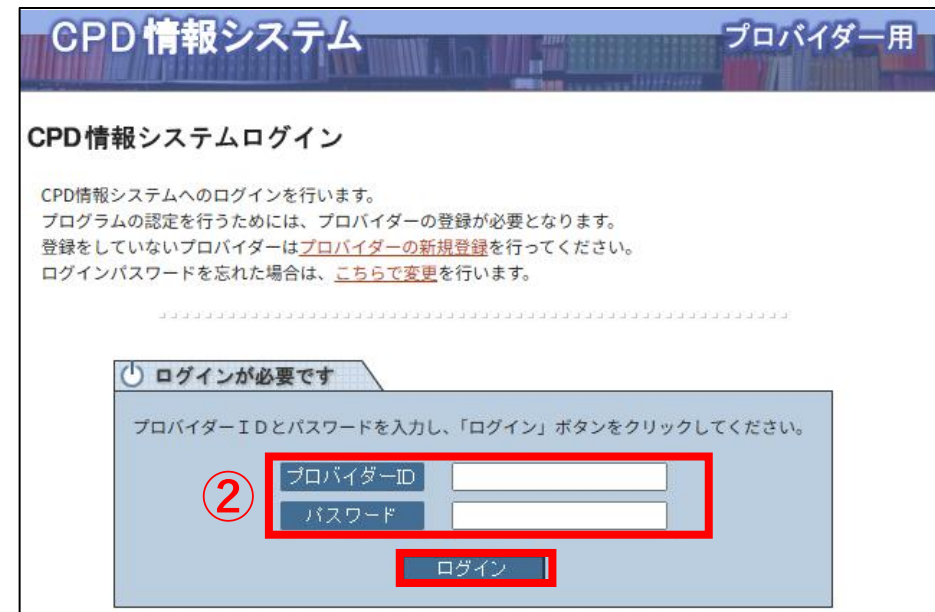 CPD情報システム
プロバイダー用
CPD情報システムログイン
CPD情報システムへのログインを行います。
プログラムの認定を行うためには、プロバイダーの登録が必要となります。
登録をしていないプロバイダーはプロバイダーの新規登録を行ってください。
ログインパスワードを忘れた場合は、こちらで変更を行います。
ログインが必要です
プロバイダーＩＤとパスワードを入力し、「ログイン」ボタンをクリックしてください。
②
プロバイダーID
パスワード
ログイン